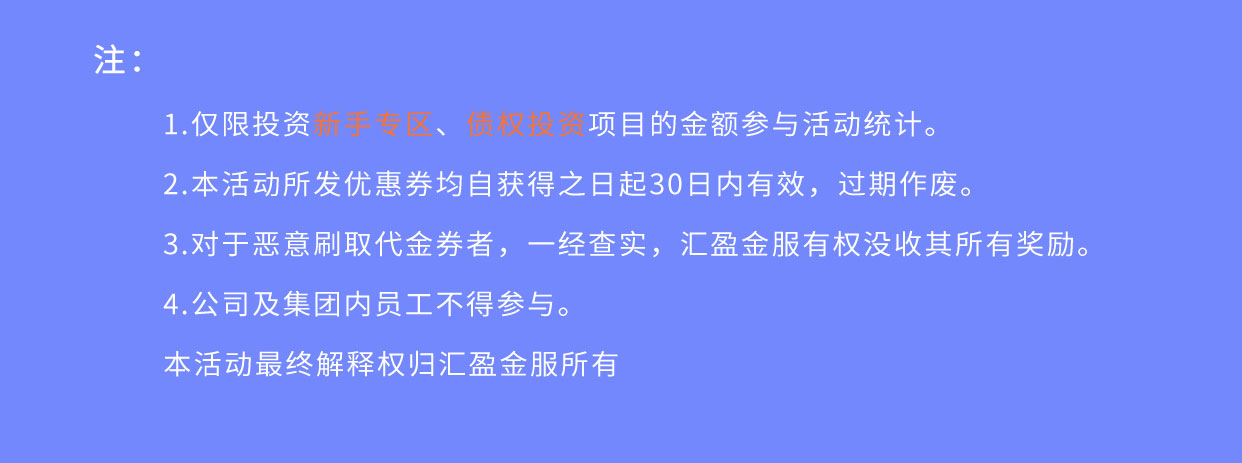 注：
1.仅限投资新手专区、债权投资项目的金额参与活动统计。
2.本活动所发优惠券均自获得之日起30日内有效，过期作废。
3.对于恶意刷取代金券者，一经查实，汇盈金服有权没收其所有奖励。
4.公司及集团内员工不得参与。
本活动最终解释权归汇盈金服所有